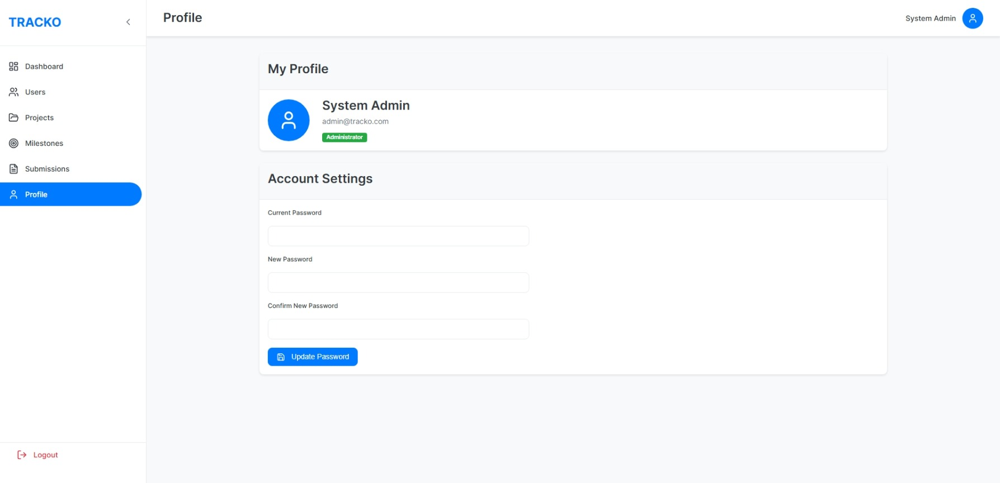 TRACKO
Profile
System Admin
Dashboard
Users
Projects
Milestones
Submissions
Profile
Logout
My Profile
System Admin
admin@tracko.com
Administrator
Account Settings
Current Password
New Password
Confirm New Password
Update Password